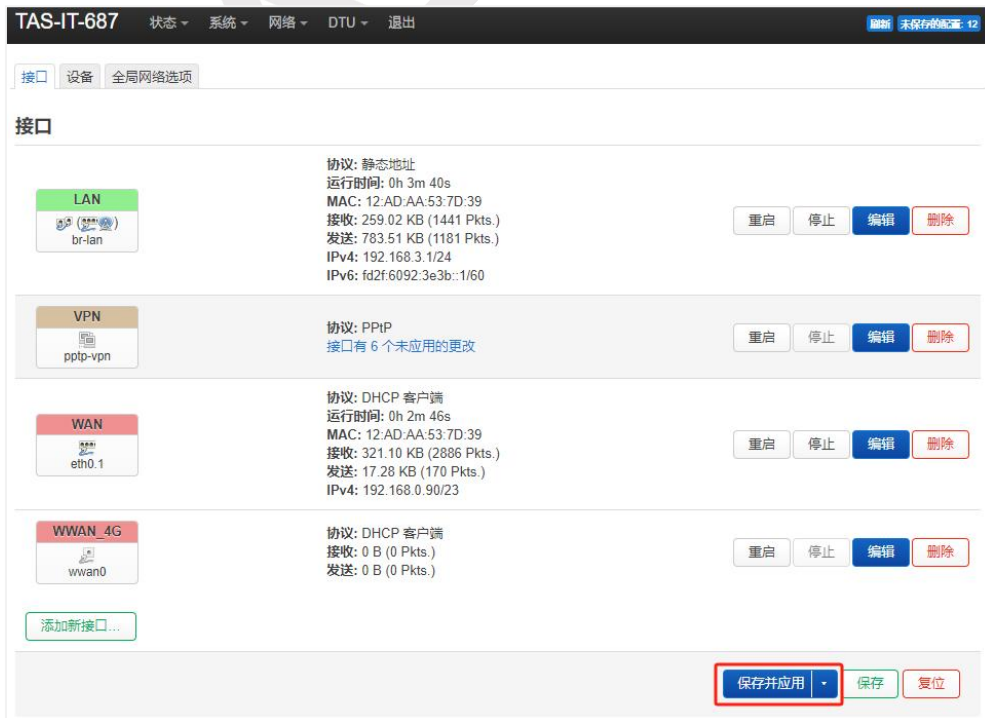 TAS-IT-687 状态 系统 网络 DTU 退出 刷新 未保存的配置: 12
接口 设备 全局网络选项
接口
LAN
br-lan
协议: 静态地址
运行时间: 0h 3m 40s
MAC: 12:AD:AA:53:7D:39
接收: 259.02 KB (1441 Pkts.)
发送: 783.51 KB (1181 Pkts.)
IPv4: 192.168.3.1/24
IPv6: fd2f:6092:3e3b::1/60
重启 停止 编辑 删除
VPN
pptp-vpn
协议: PPtP
接口有 6 个未应用的更改
重启 停止 编辑 删除
WAN
eth0.1
协议: DHCP 客户端
运行时间: 0h 2m 46s
MAC: 12:AD:AA:53:7D:39
接收: 321.10 KB (2886 Pkts.)
发送: 17.28 KB (170 Pkts.)
IPv4: 192.168.0.90/23
重启 停止 编辑 删除
WWAN_4G
wwan0
协议: DHCP 客户端
接收: 0 B (0 Pkts.)
发送: 0 B (0 Pkts.)
重启 停止 编辑 删除
添加新接口...
保存并应用 保存 复位